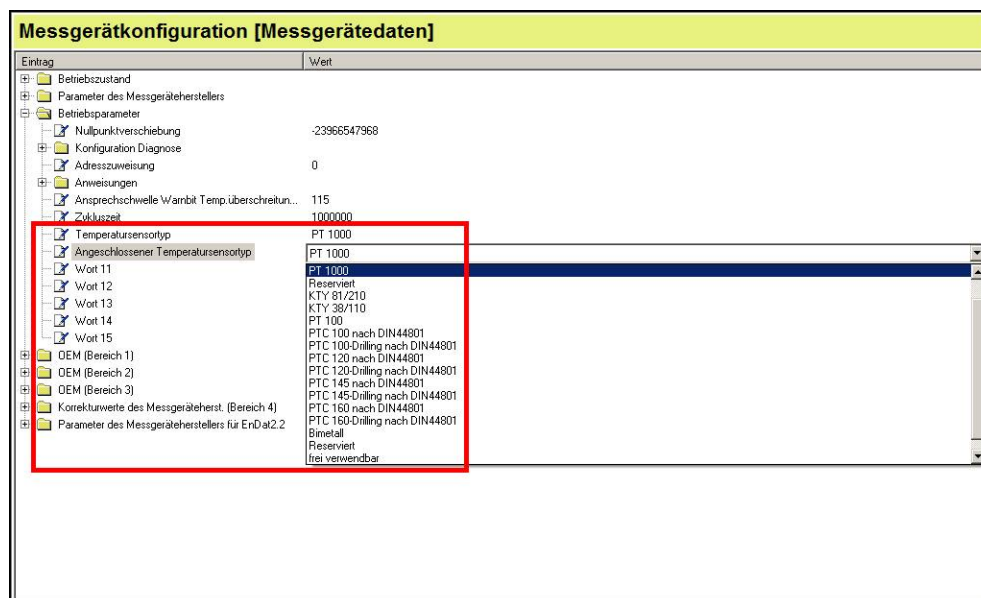 Messgerätkonfiguration [Messgerätedaten]
Eintrag Wert
Betriebszustand
Parameter des Messgeräteherstellers
Betriebsparameter
Nullpunktverschiebung -23966547968
Konfiguration Diagnose
Adresszuweisung 0
Anweisungen
Ansprechschwelle Warnbit Temp.überschreitun... 115
Zykluszeit 1000000
Temperatursensortyp PT 1000
Angeschlossener Temperatursensortyp PT 1000
Wort 11 PT 1000
Reserviert
Wort 12 KTY 81/210
Wort 13 KTY 38/110
Wort 14 PT 100
Wort 15 PTC 100 nach DIN44801
PTC 100-Drilling nach DIN44801
OEM (Bereich 1) PTC 120 nach DIN44801
OEM (Bereich 2) PTC 120-Drilling nach DIN44801
OEM (Bereich 3) PTC 145 nach DIN44801
PTC 145-Drilling nach DIN44801
Korrekturwerte des Messgeräteherst. (Bereich 4) PTC 160 nach DIN44801
Parameter des Messgeräteherstellers für EnDat2.2 PTC 160-Drilling nach DIN44801
Bimetall
Reserviert
frei verwendbar